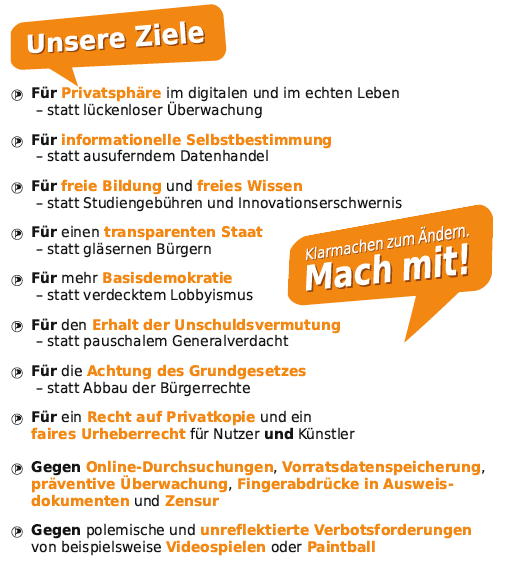 Unsere Ziele
Für Privatsphäre im digitalen und im echten Leben
– statt lückenloser Überwachung
Für informationelle Selbstbestimmung
– statt ausuferndem Datenhandel
Für freie Bildung und freies Wissen
– statt Studiengebühren und Innovationserschwernis
Für einen transparenten Staat
– statt gläsernen Bürgern
Klarmachen zum Ändern.
Mach mit!
Für mehr Basisdemokratie
– statt verdecktem Lobbyismus
Für den Erhalt der Unschuldsvermutung
– statt pauschalem Generalverdacht
Für die Achtung des Grundgesetzes
– statt Abbau der Bürgerrechte
Für ein Recht auf Privatkopie und ein
faires Urheberrecht für Nutzer und Künstler
Gegen Online-Durchsuchungen, Vorratsdatenspeicherung,
präventive Überwachung, Fingerabdrücke in Ausweis-
dokumenten und Zensur
Gegen polemische und unreflektierte Verbotsforderungen
von beispielsweise Videospielen oder Paintball